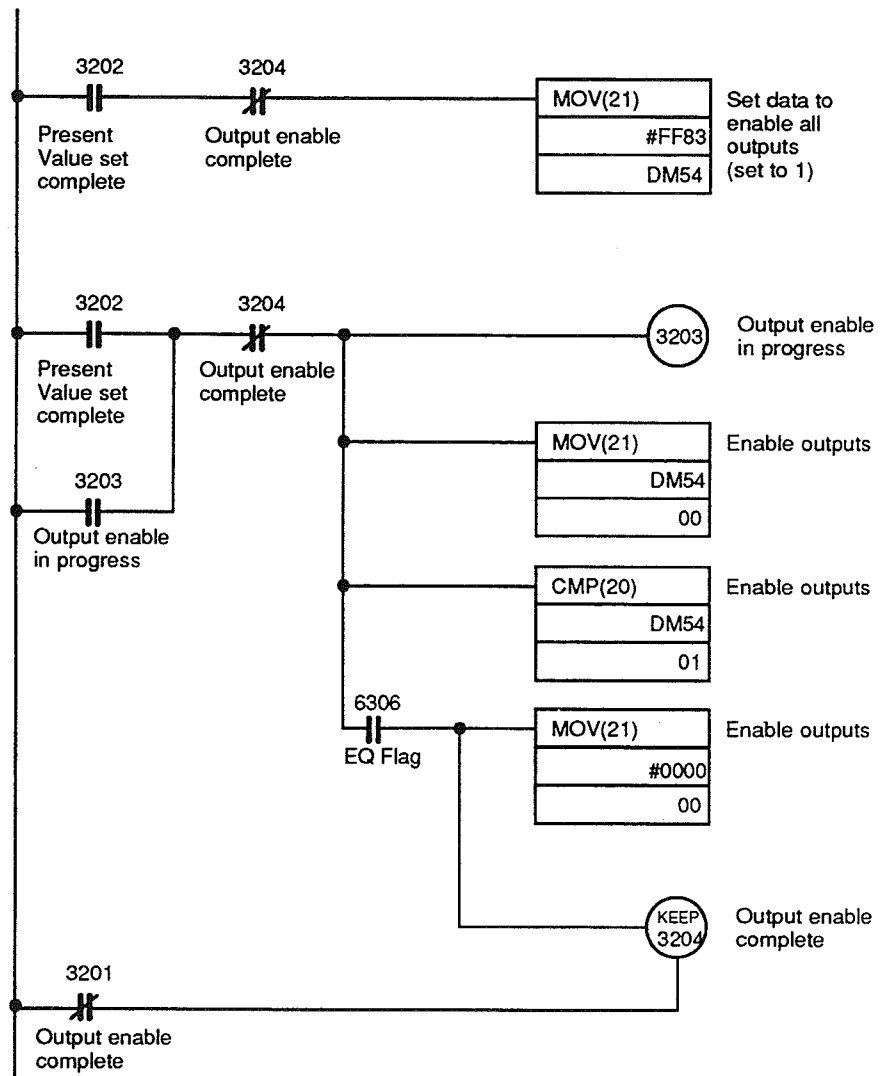 3202
3204
Present
Value set
complete
Output enable
complete
MOV(21)
#FF83
DM54
Set data to
enable all
outputs
(set to 1)
3202
3204
Present
Value set
complete
Output enable
complete
3203
Output enable
in progress
3203
Output enable
in progress
MOV(21)
DM54
00
Enable outputs
CMP(20)
DM54
01
Enable outputs
6306
EQ Flag
MOV(21)
#0000
00
Enable outputs
KEEP
3204
Output enable
complete
3201
Output enable
complete